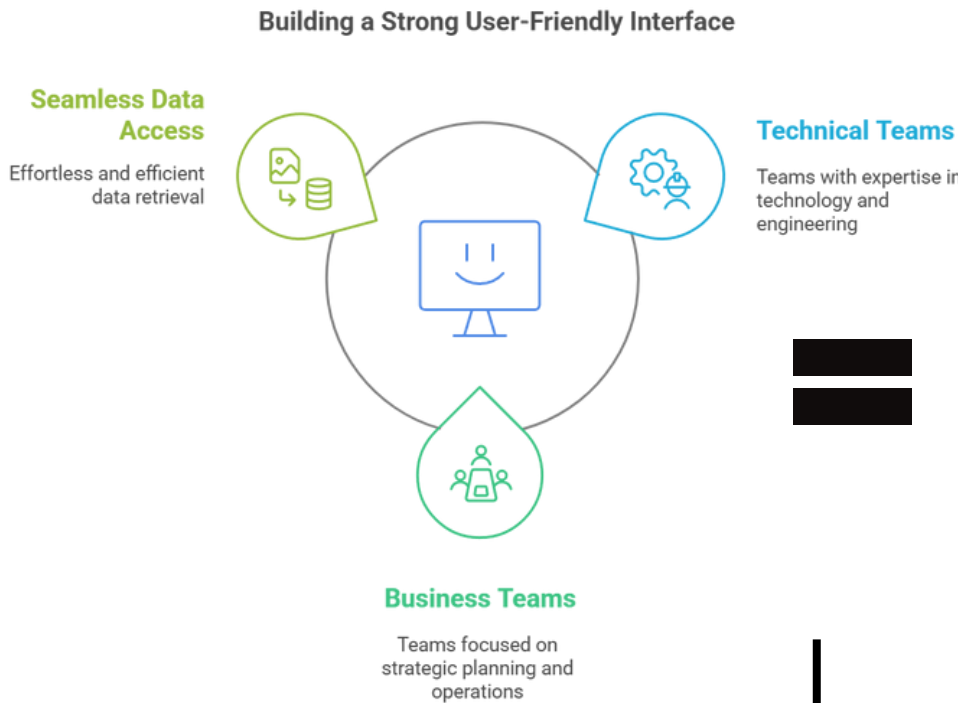 Building a Strong User-Friendly Interface
Seamless Data
Access
Effortless and efficient
data retrieval
Technical Teams
Teams with expertise in
technology and
engineering
Business Teams
Teams focused on
strategic planning and
operations